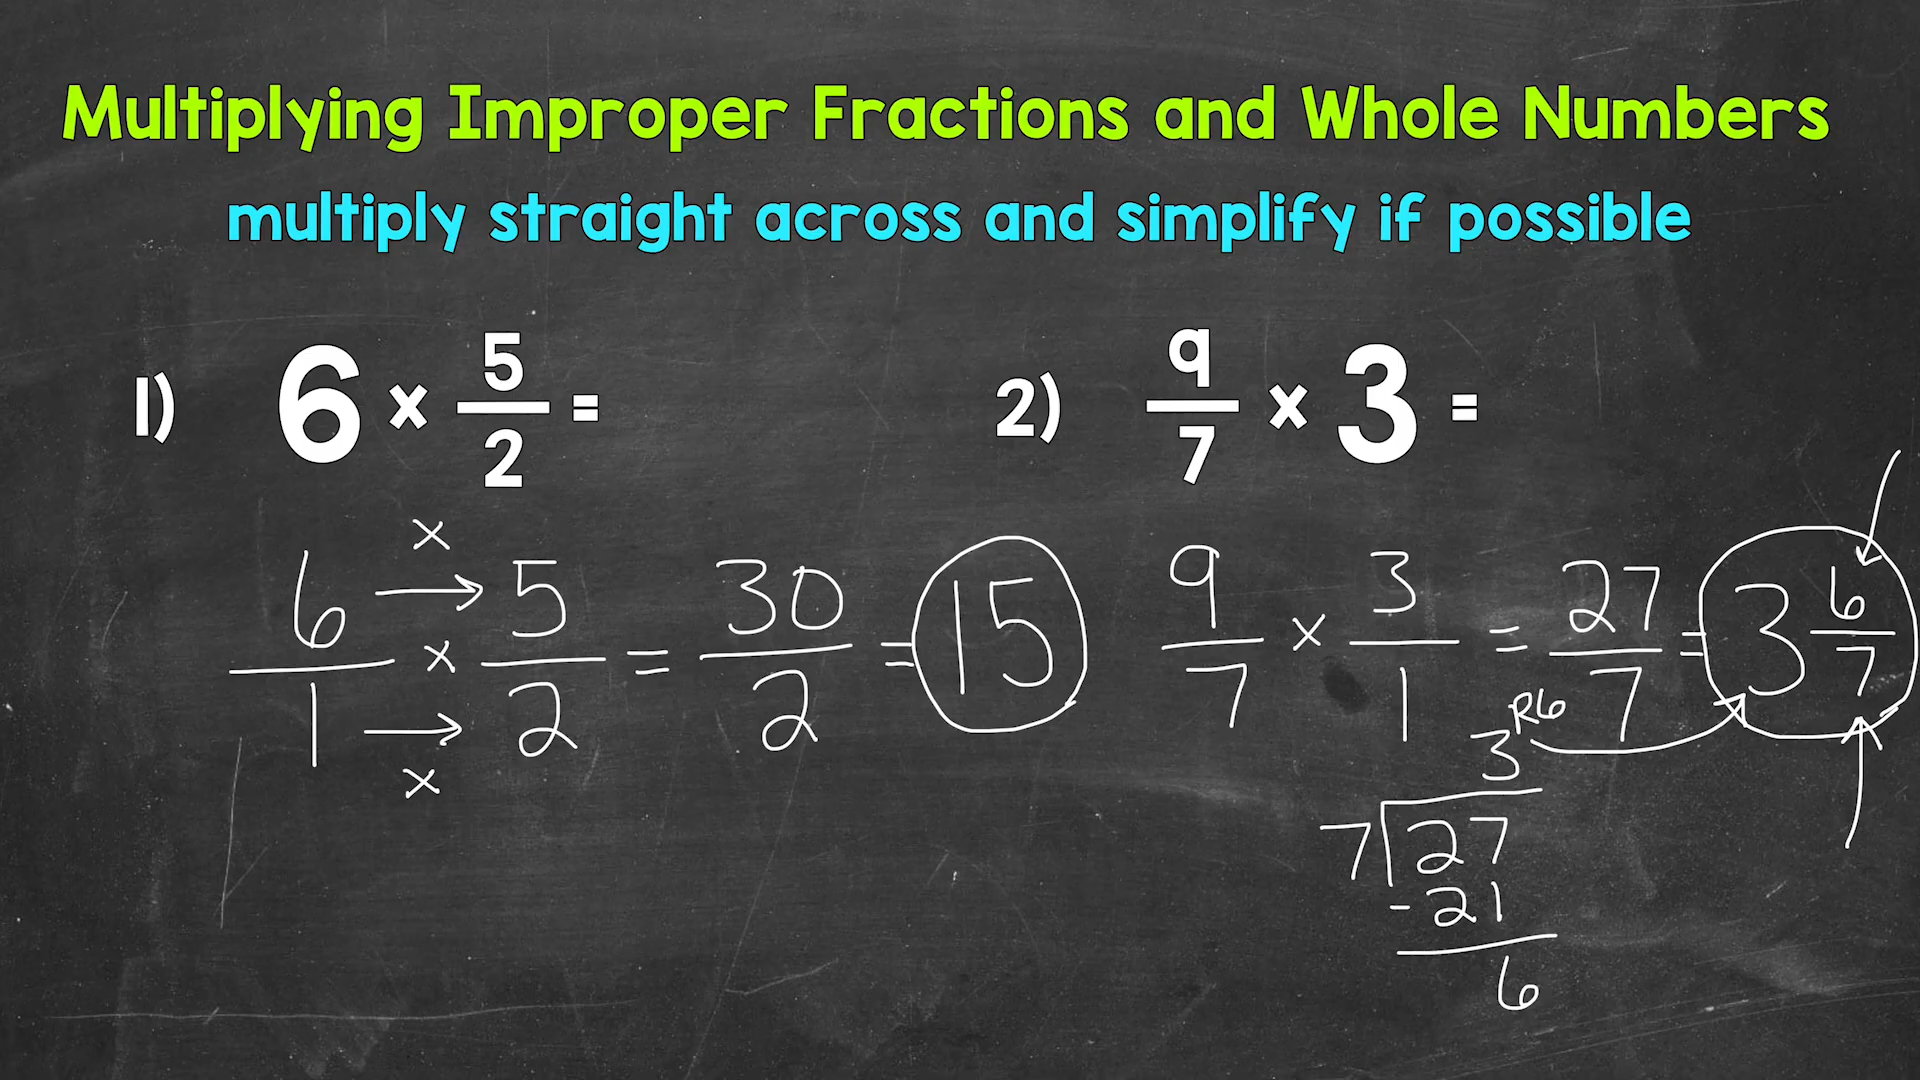 Multiplying Improper Fractions and Whole Numbers
multiply straight across and simplify if possible
1) 6 × 5/2 =
2) 9/7 × 3 =
x
6/1 → x → 5/2 = 30/2 = 15
x
9/7 × 3/1 = 27/7 = 3 6/7
3 R6
7 27
- 21
6